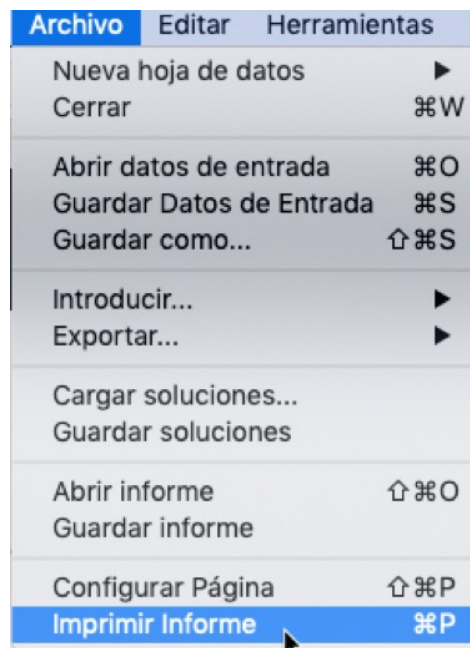 Archivo Editar Herramientas
Nueva hoja de datos ▶
Cerrar ⌘W
Abrir datos de entrada ⌘O
Guardar Datos de Entrada ⌘S
Guardar como... ⇧⌘S
Introducir... ▶
Exportar... ▶
Cargar soluciones...
Guardar soluciones
Abrir informe ⇧⌘O
Guardar informe
Configurar Página ⇧⌘P
Imprimir Informe ⌘P